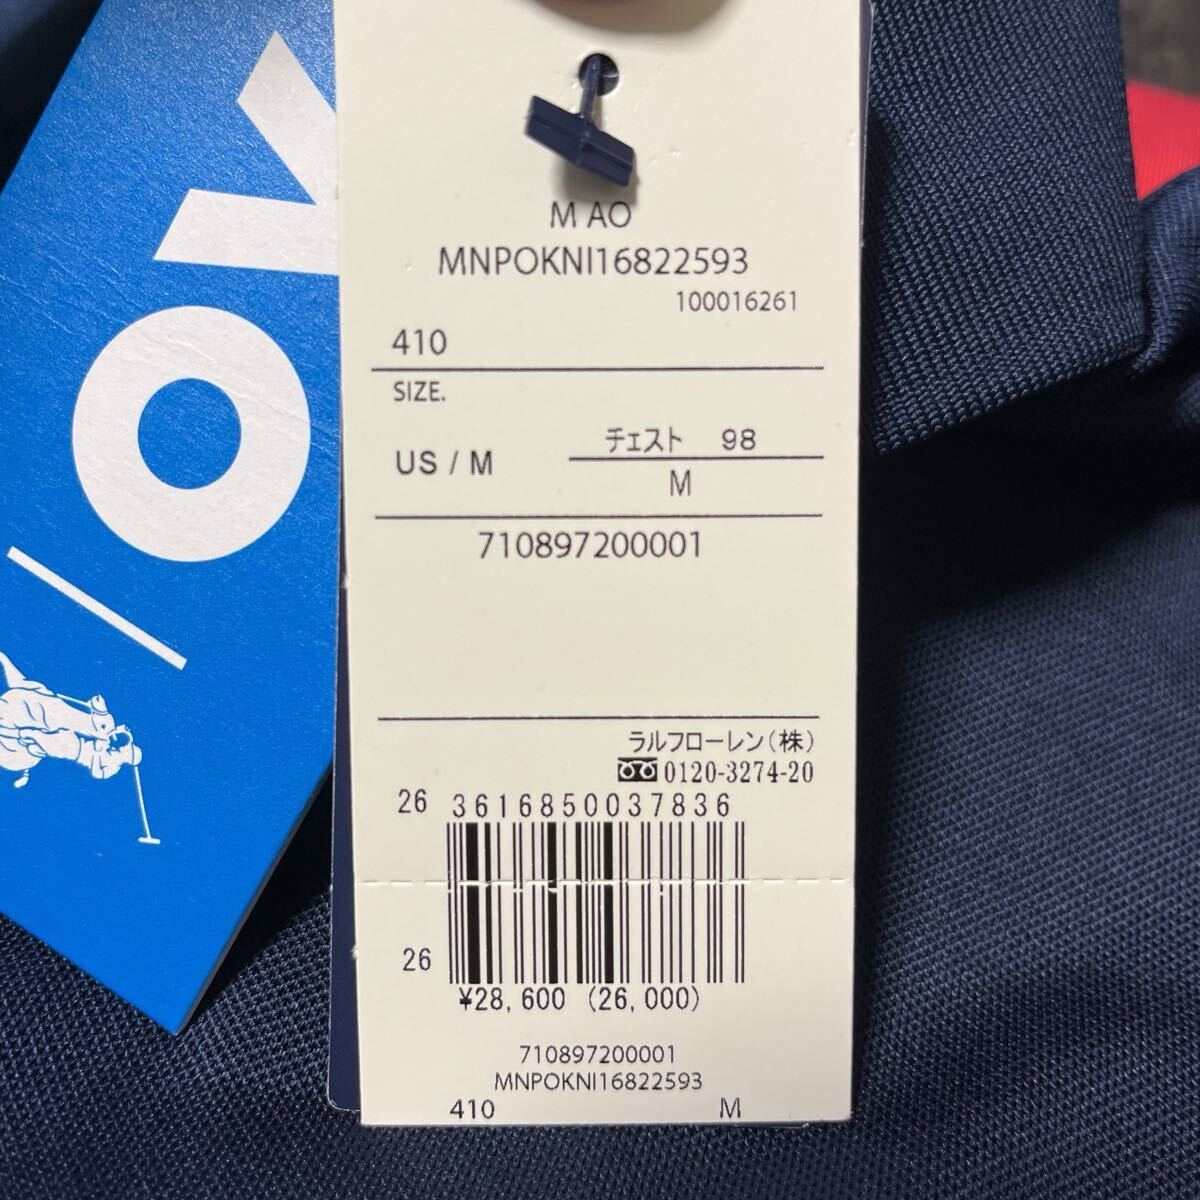 M AO
MNPOKNI16822593
100016261
410
SIZE.
US / M
チェスト 98
M
710897200001
ラルフローレン(株)
0120-3274-20
26 3616850037836
26
¥28,600 (26,000)
710897200001
MNPOKNI16822593
410 M